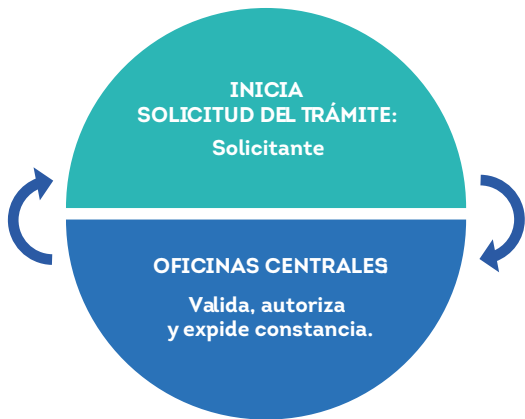 INICIA
SOLICITUD DEL TRÁMITE:
Solicitante
OFICINAS CENTRALES
Valida, autoriza
y expide constancia.